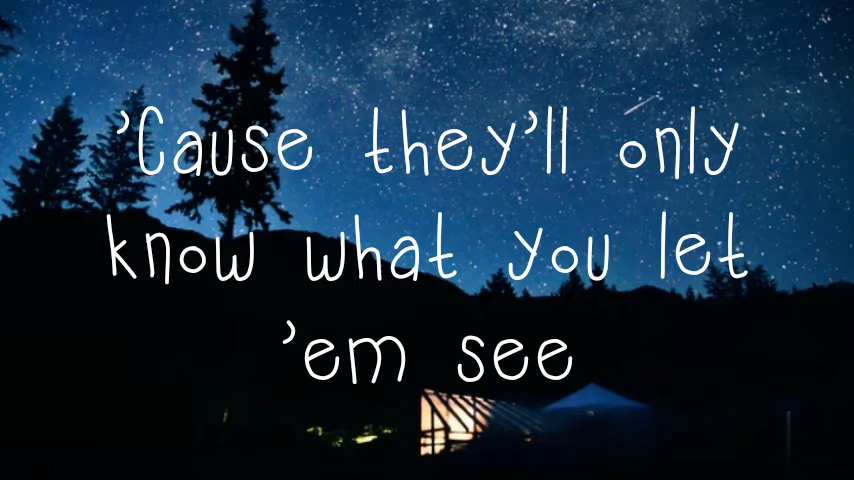 ’Cause they’ll only
know what you let
’em see